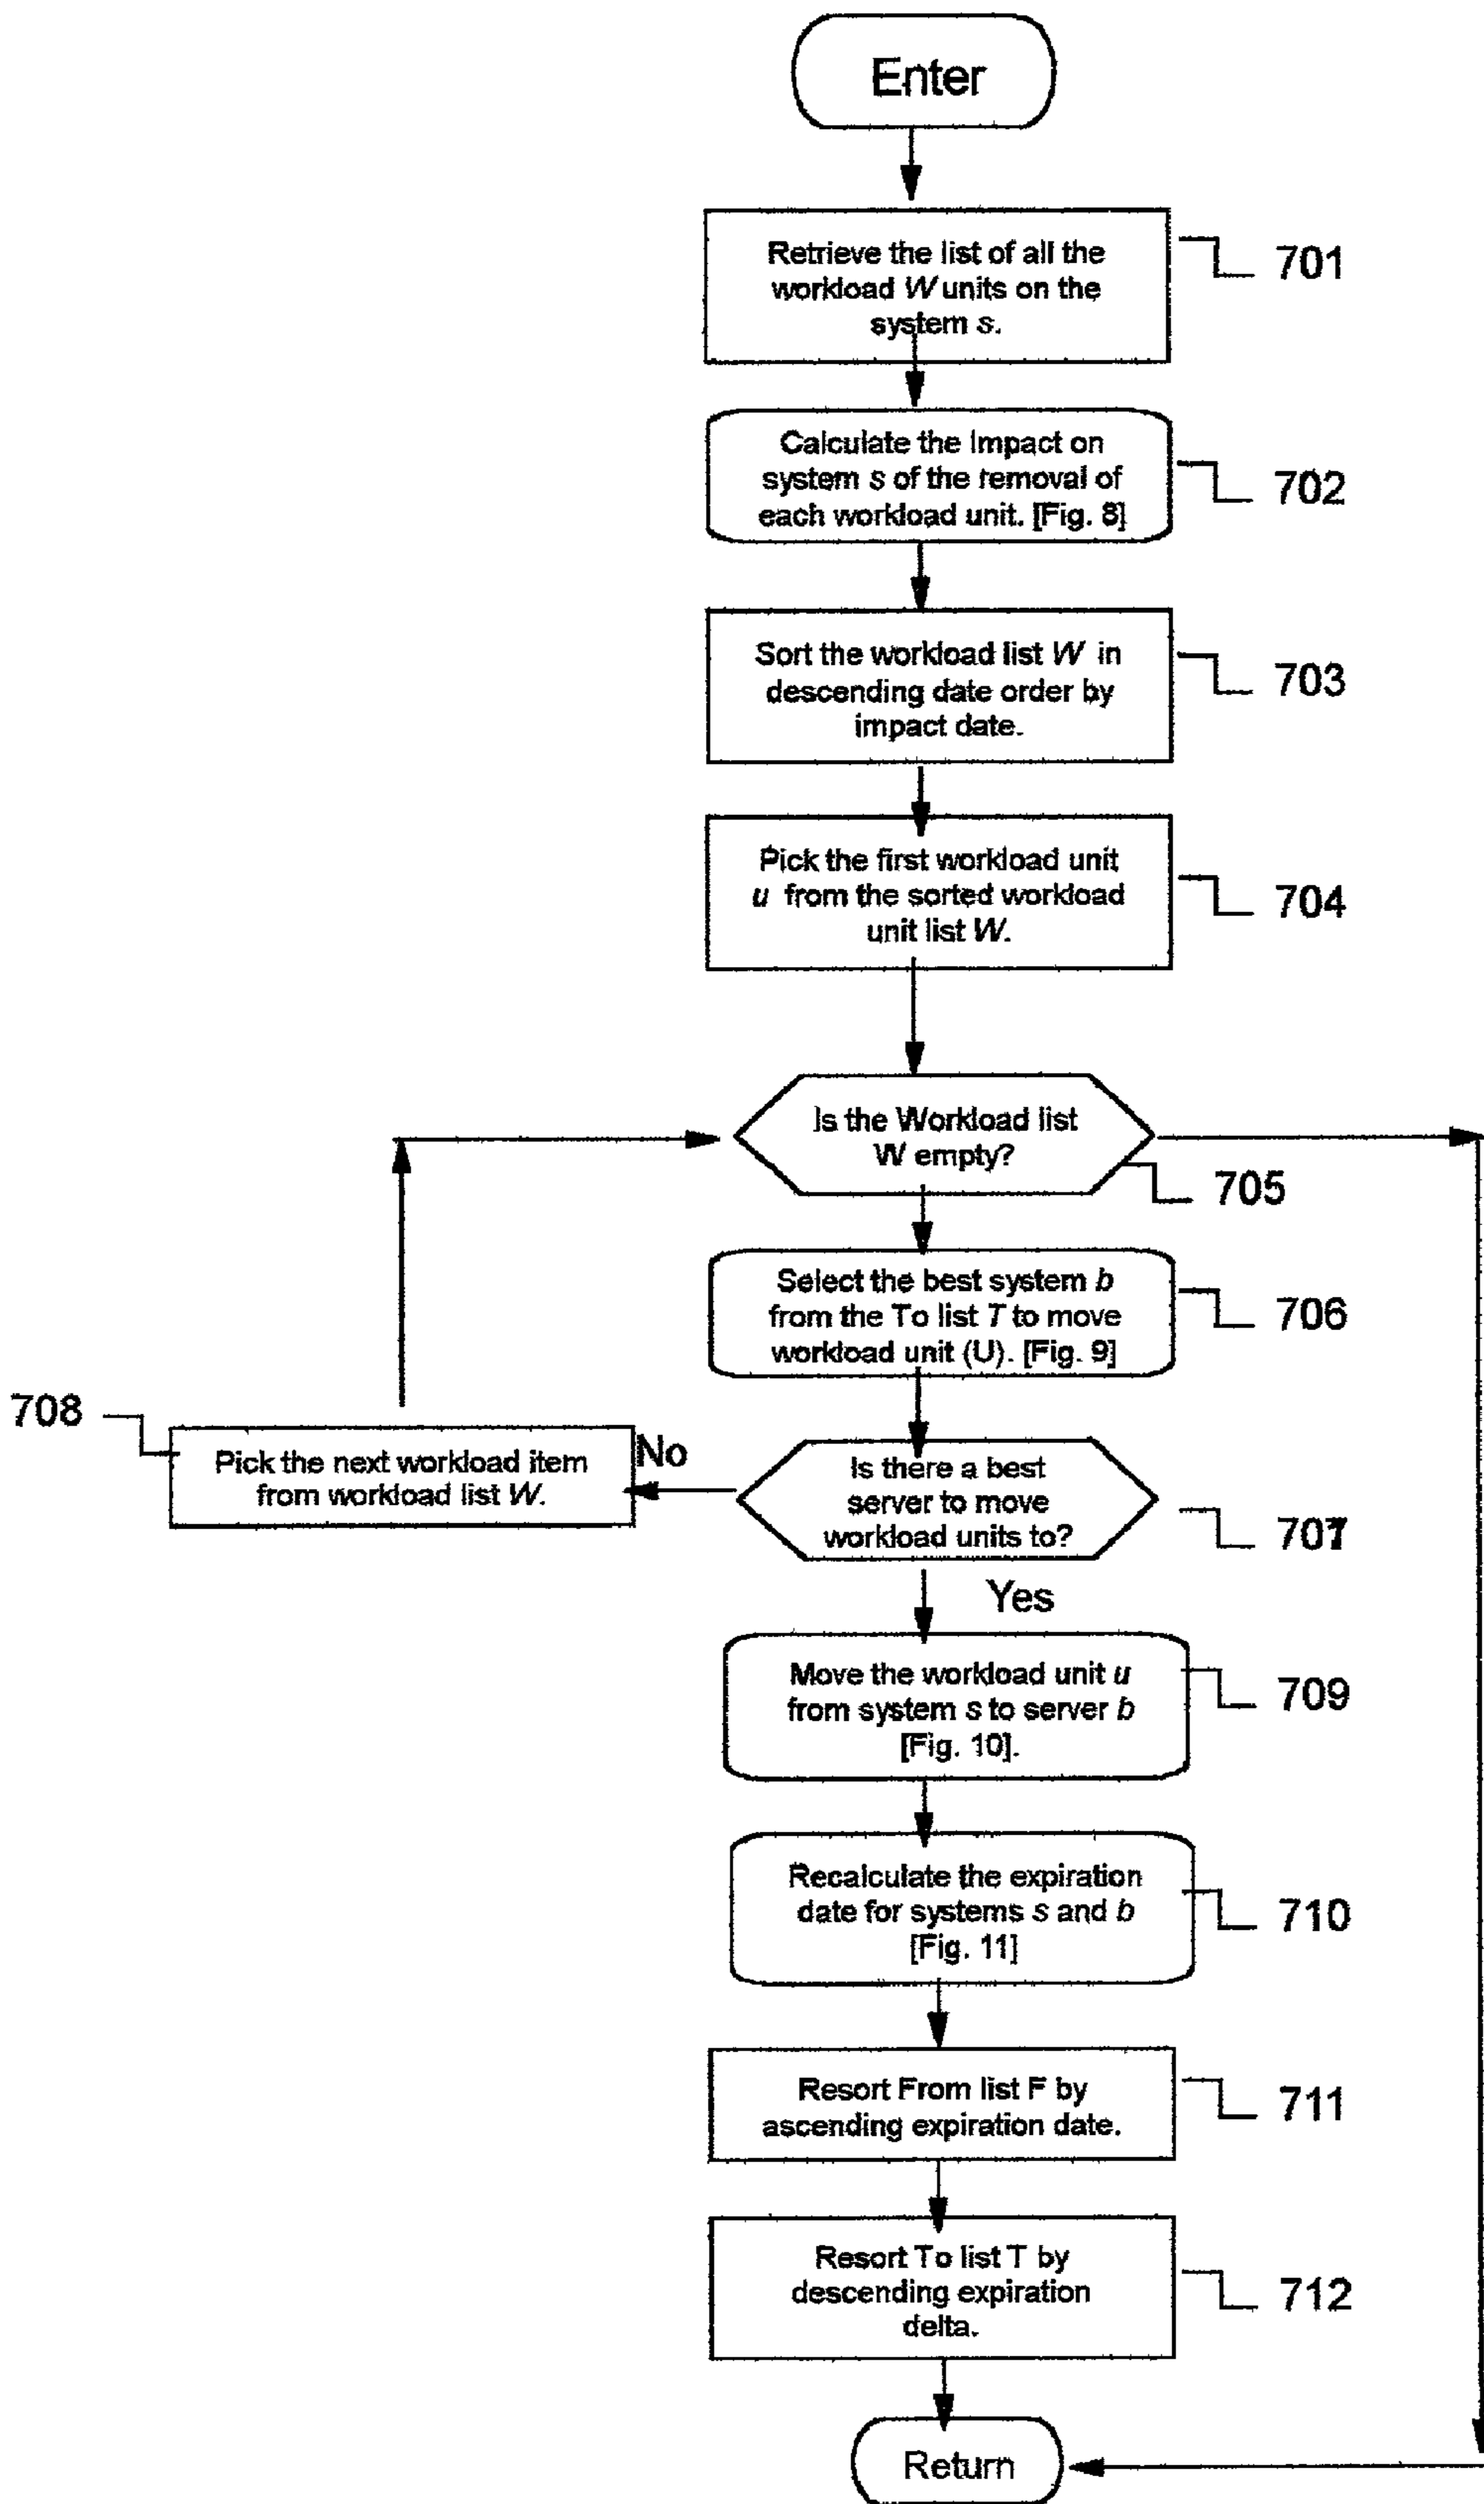 Enter
Retrieve the list of all the
workload W units on the
system s.
701
Calculate the Impact on
system s of the removal of
each workload unit. [Fig. 8]
702
Sort the workload list W in
descending date order by
impact date.
703
Pick the first workload unit
u from the sorted workload
unit list W.
704
Is the Workload list
W empty?
705
Select the best system b
from the To list T to move
workload unit (U). [Fig. 9]
706
708
Pick the next workload item
from workload list W.
No
Is there a best
server to move
workload units to?
707
Yes
Move the workload unit u
from system s to server b
[Fig. 10].
709
Recalculate the expiration
date for systems s and b
[Fig. 11]
710
Resort From list F by
ascending expiration date.
711
Resort To list T by
descending expiration
delta.
712
Return